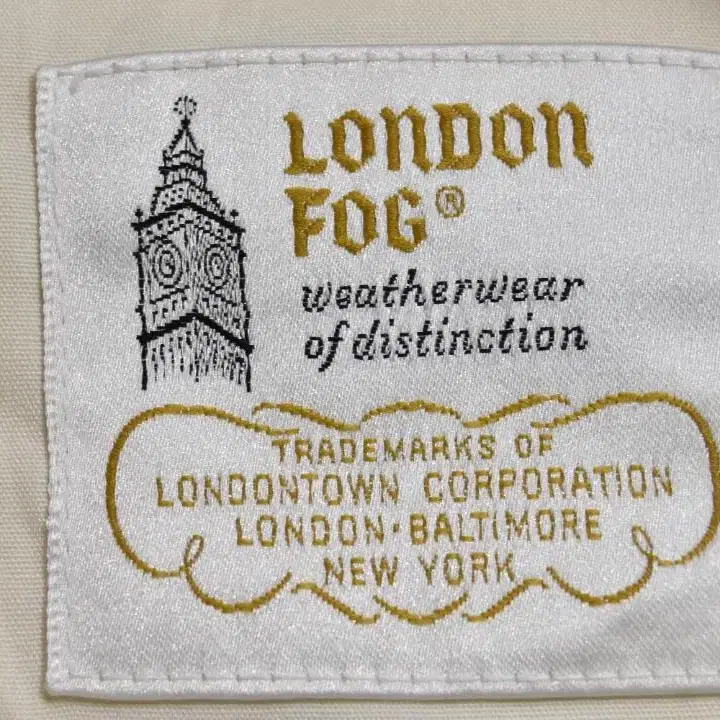 LONDON
FOG®
weatherwear
of distinction
TRADEMARKS OF
LONDONTOWN CORPORATION
LONDON·BALTIMORE
NEW YORK